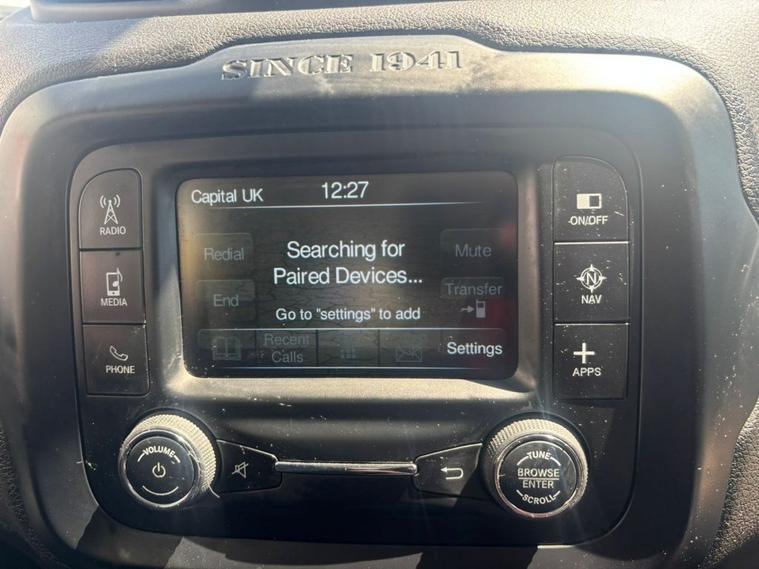 SINCE 1941
Capital UK
12:27
RADIO
MEDIA
PHONE
Redial
End
Searching for
Paired Devices...
Go to "settings" to add
Mute
Transfer
Recent
Calls
Settings
ON/OFF
N
NAV
APPS
VOLUME
TUNE
BROWSE
ENTER
SCROLL